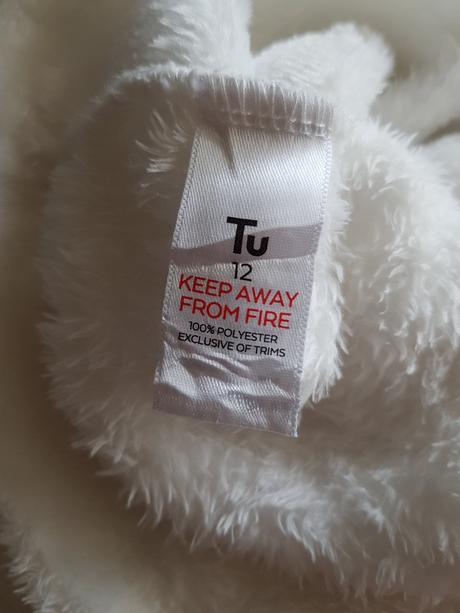 Tu
12
KEEP AWAY
FROM FIRE
100% POLYESTER
EXCLUSIVE OF TRIMS